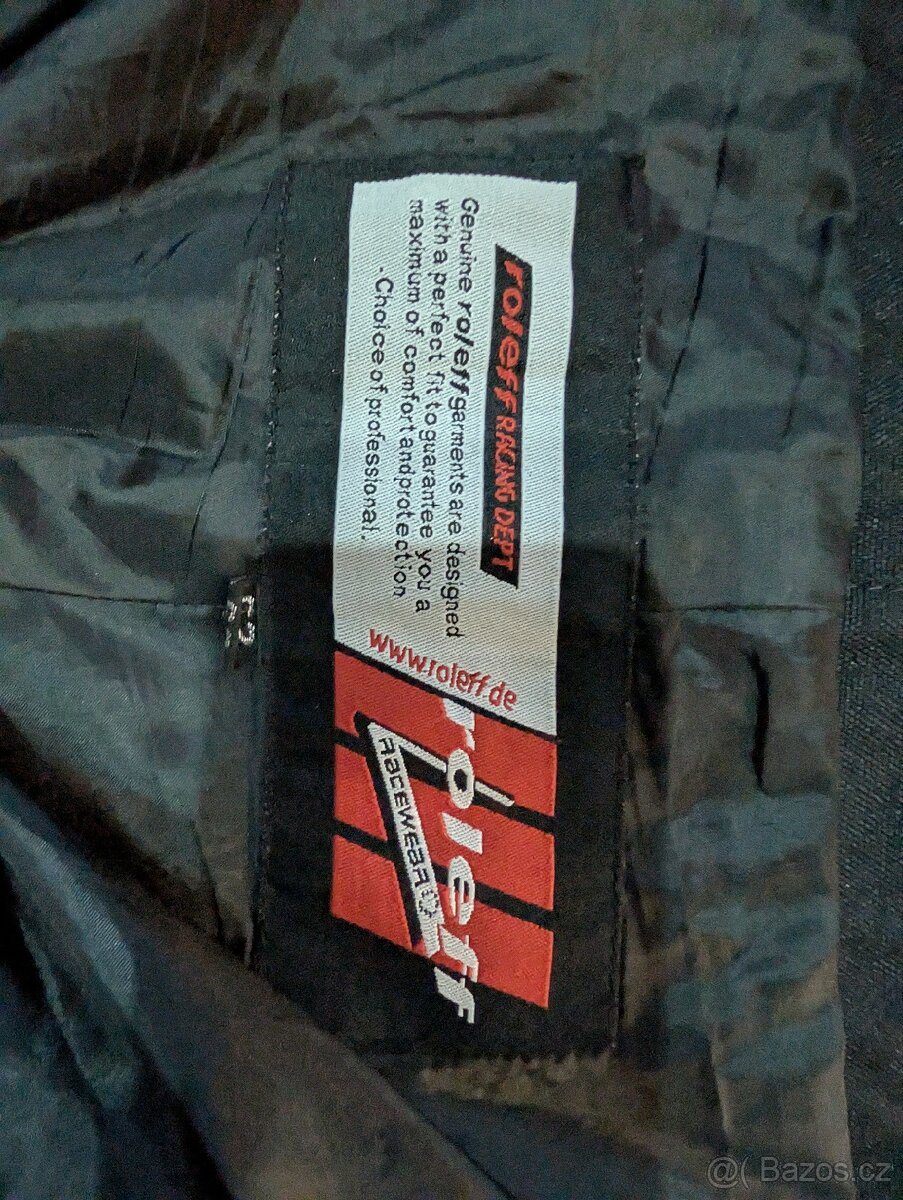 roleff RACING DEPT
Genuine roleff garments are designed
with a perfect fit to guarantee you a
maximum of comfort and protection
. Choice of professional.
www.roleff.de
roleff
RACEWEAR
@( Bazos.cz